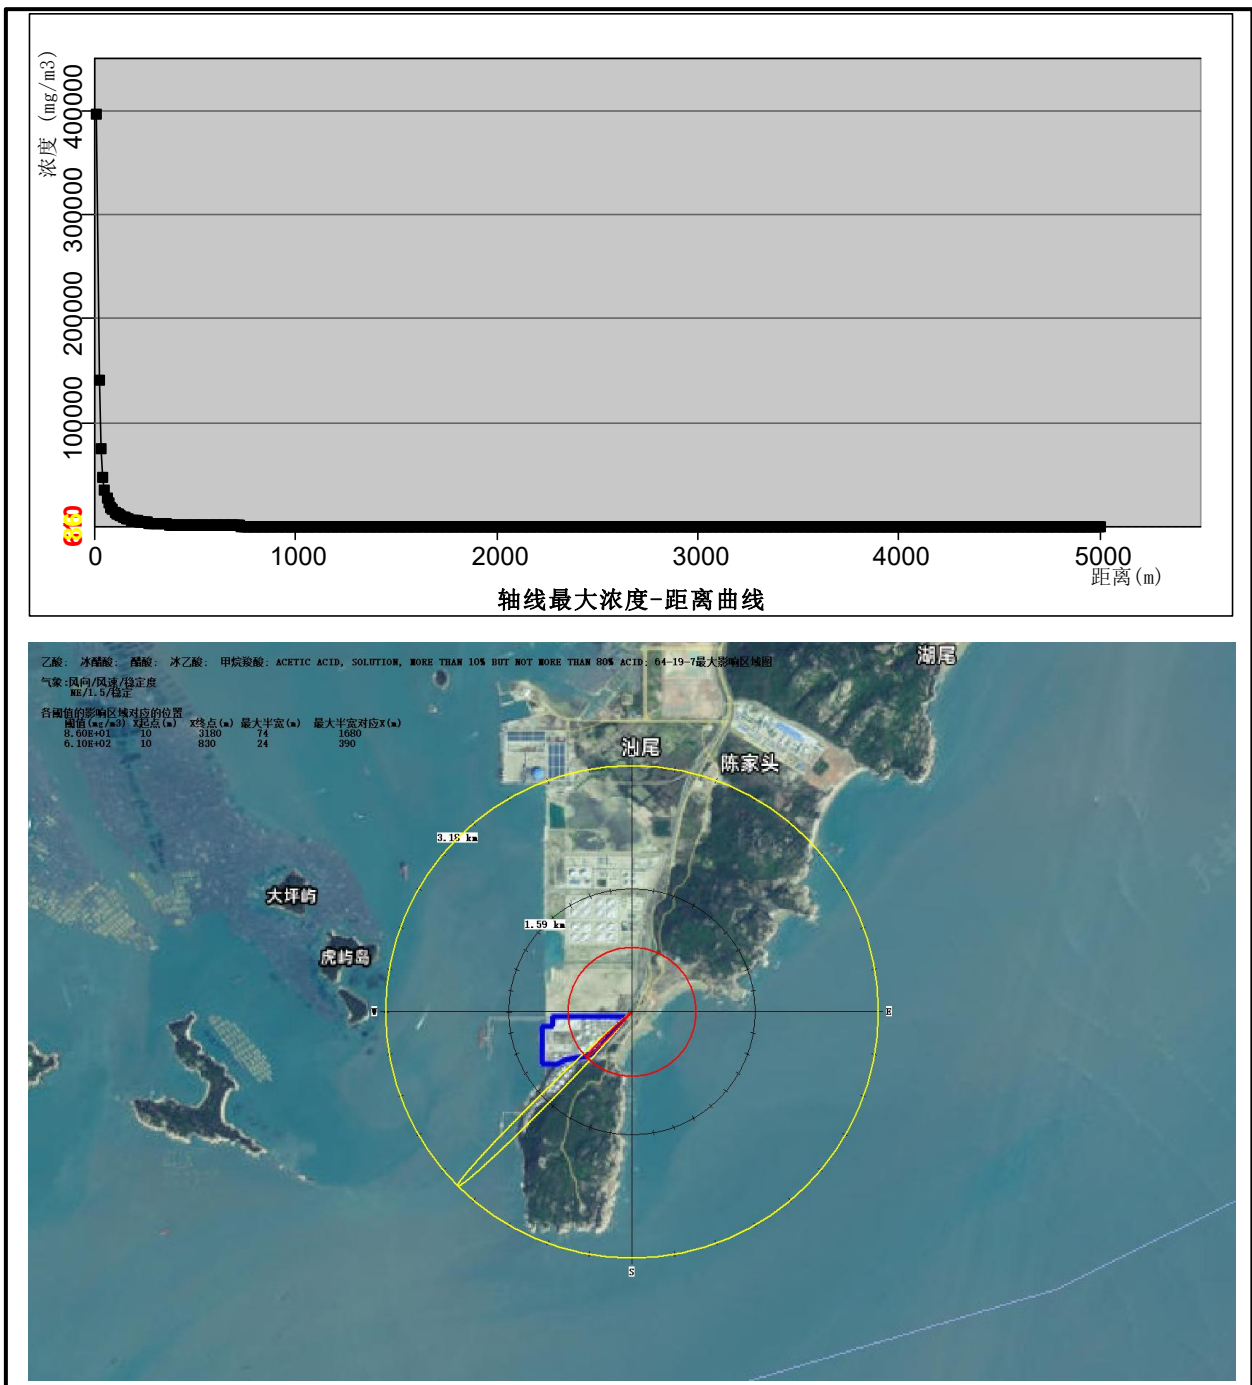 浓度 (mg/m3)
400000
300000
200000
100000
0 1000 2000 3000 4000 5000
距离(m)
轴线最大浓度-距离曲线
乙酸; 冰醋酸; 醋酸; 冰乙酸; 甲烷羧酸; ACETIC ACID, SOLUTION, MORE THAN 10% BUT NOT MORE THAN 80% ACID; 64-19-7最大影响区域图
气象:风向/风速/稳定度
NE/1.5/稳定
各阈值的影响区域对应的位置
阈值(mg/m3) X起点(m) X终点(m) 最大半宽(m) 最大半宽对应X(m)
8.60E+01 10 3180 74 1680
6.10E+02 10 830 24 390
湖尾
汕尾
陈家头
3.18 km
大坪屿
1.59 km
虎屿岛
W
E
S